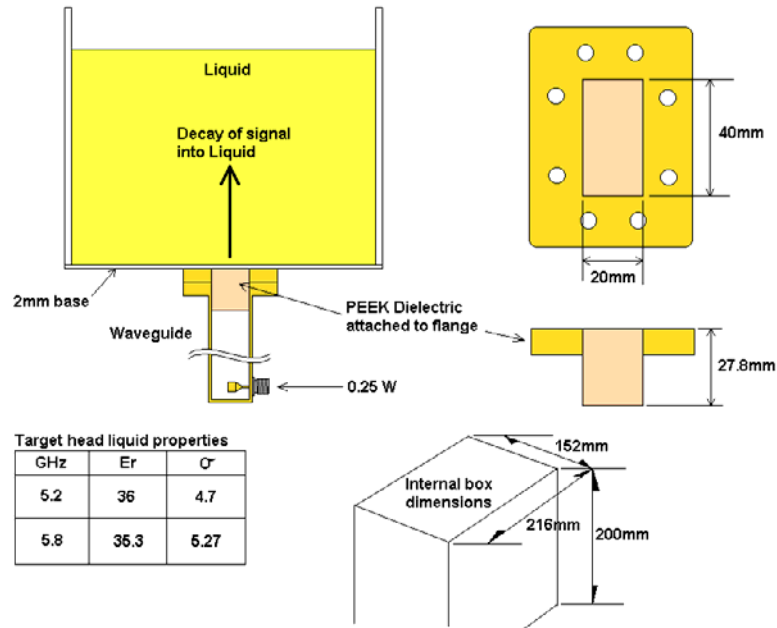 Liquid
Decay of signal
into Liquid
40mm
20mm
2mm base
PEEK Dielectric
attached to flange
Waveguide
27.8mm
0.25 W
Target head liquid properties
GHz Er σ
5.2 36 4.7
5.8 35.3 5.27
152mm
Internal box
dimensions
216mm
200mm